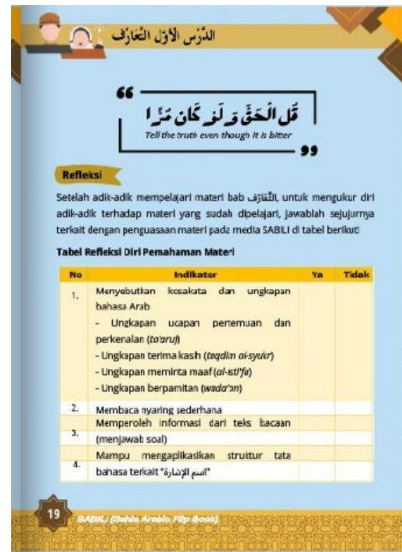 الدَّرْسُ الْأَوَّلُ التَّعَارُف
❝
قُلِ الْحَقَّ وَ لَوْ كَانَ مُرًّا
Tell the truth even though it is bitter
❞
Refleksi
Setelah adik-adik mempelajari materi bab التَّعَارُف, untuk mengukur diri
adik-adik terhadap materi yang sudah dipelajari, jawablah sejujurnya
terkait dengan penguasaan materi pada media SABILI di tabel berikut!
Tabel Refleksi Diri Pemahaman Materi
No Indikator Ya Tidak
1. Menyebutkan kosakata dan ungkapan
bahasa Arab
- Ungkapan ucapan pertemuan dan
perkenalan (ta'aruf)
- Ungkapan terima kasih (taqdim al-syukr)
- Ungkapan meminta maaf (al-isti'fa)
- Ungkapan berpamitan (wada'an)
2. Membaca nyaring sederhana
3. Memperoleh informasi dari teks bacaan
(menjawab soal)
4. Mampu mengaplikasikan struktur tata
bahasa terkait "اسم الإشارة"
19
SABILI (Sahla Arabic Flip Book)